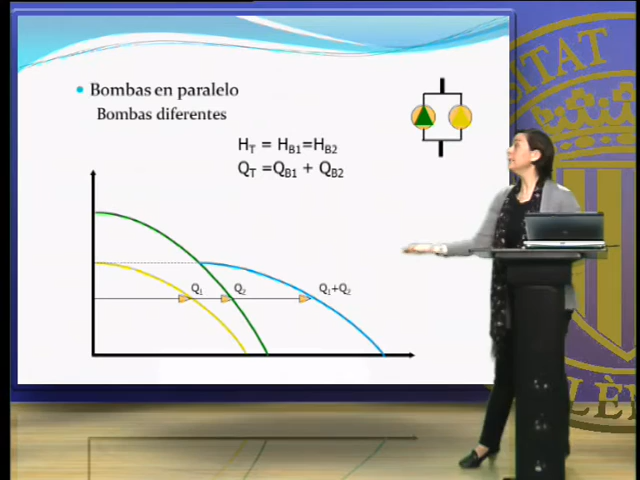 Bombas en paralelo
Bombas diferentes
H_T = H_B1=H_B2
Q_T =Q_B1 + Q_B2
Q₁
Q₂
Q₁+Q₂